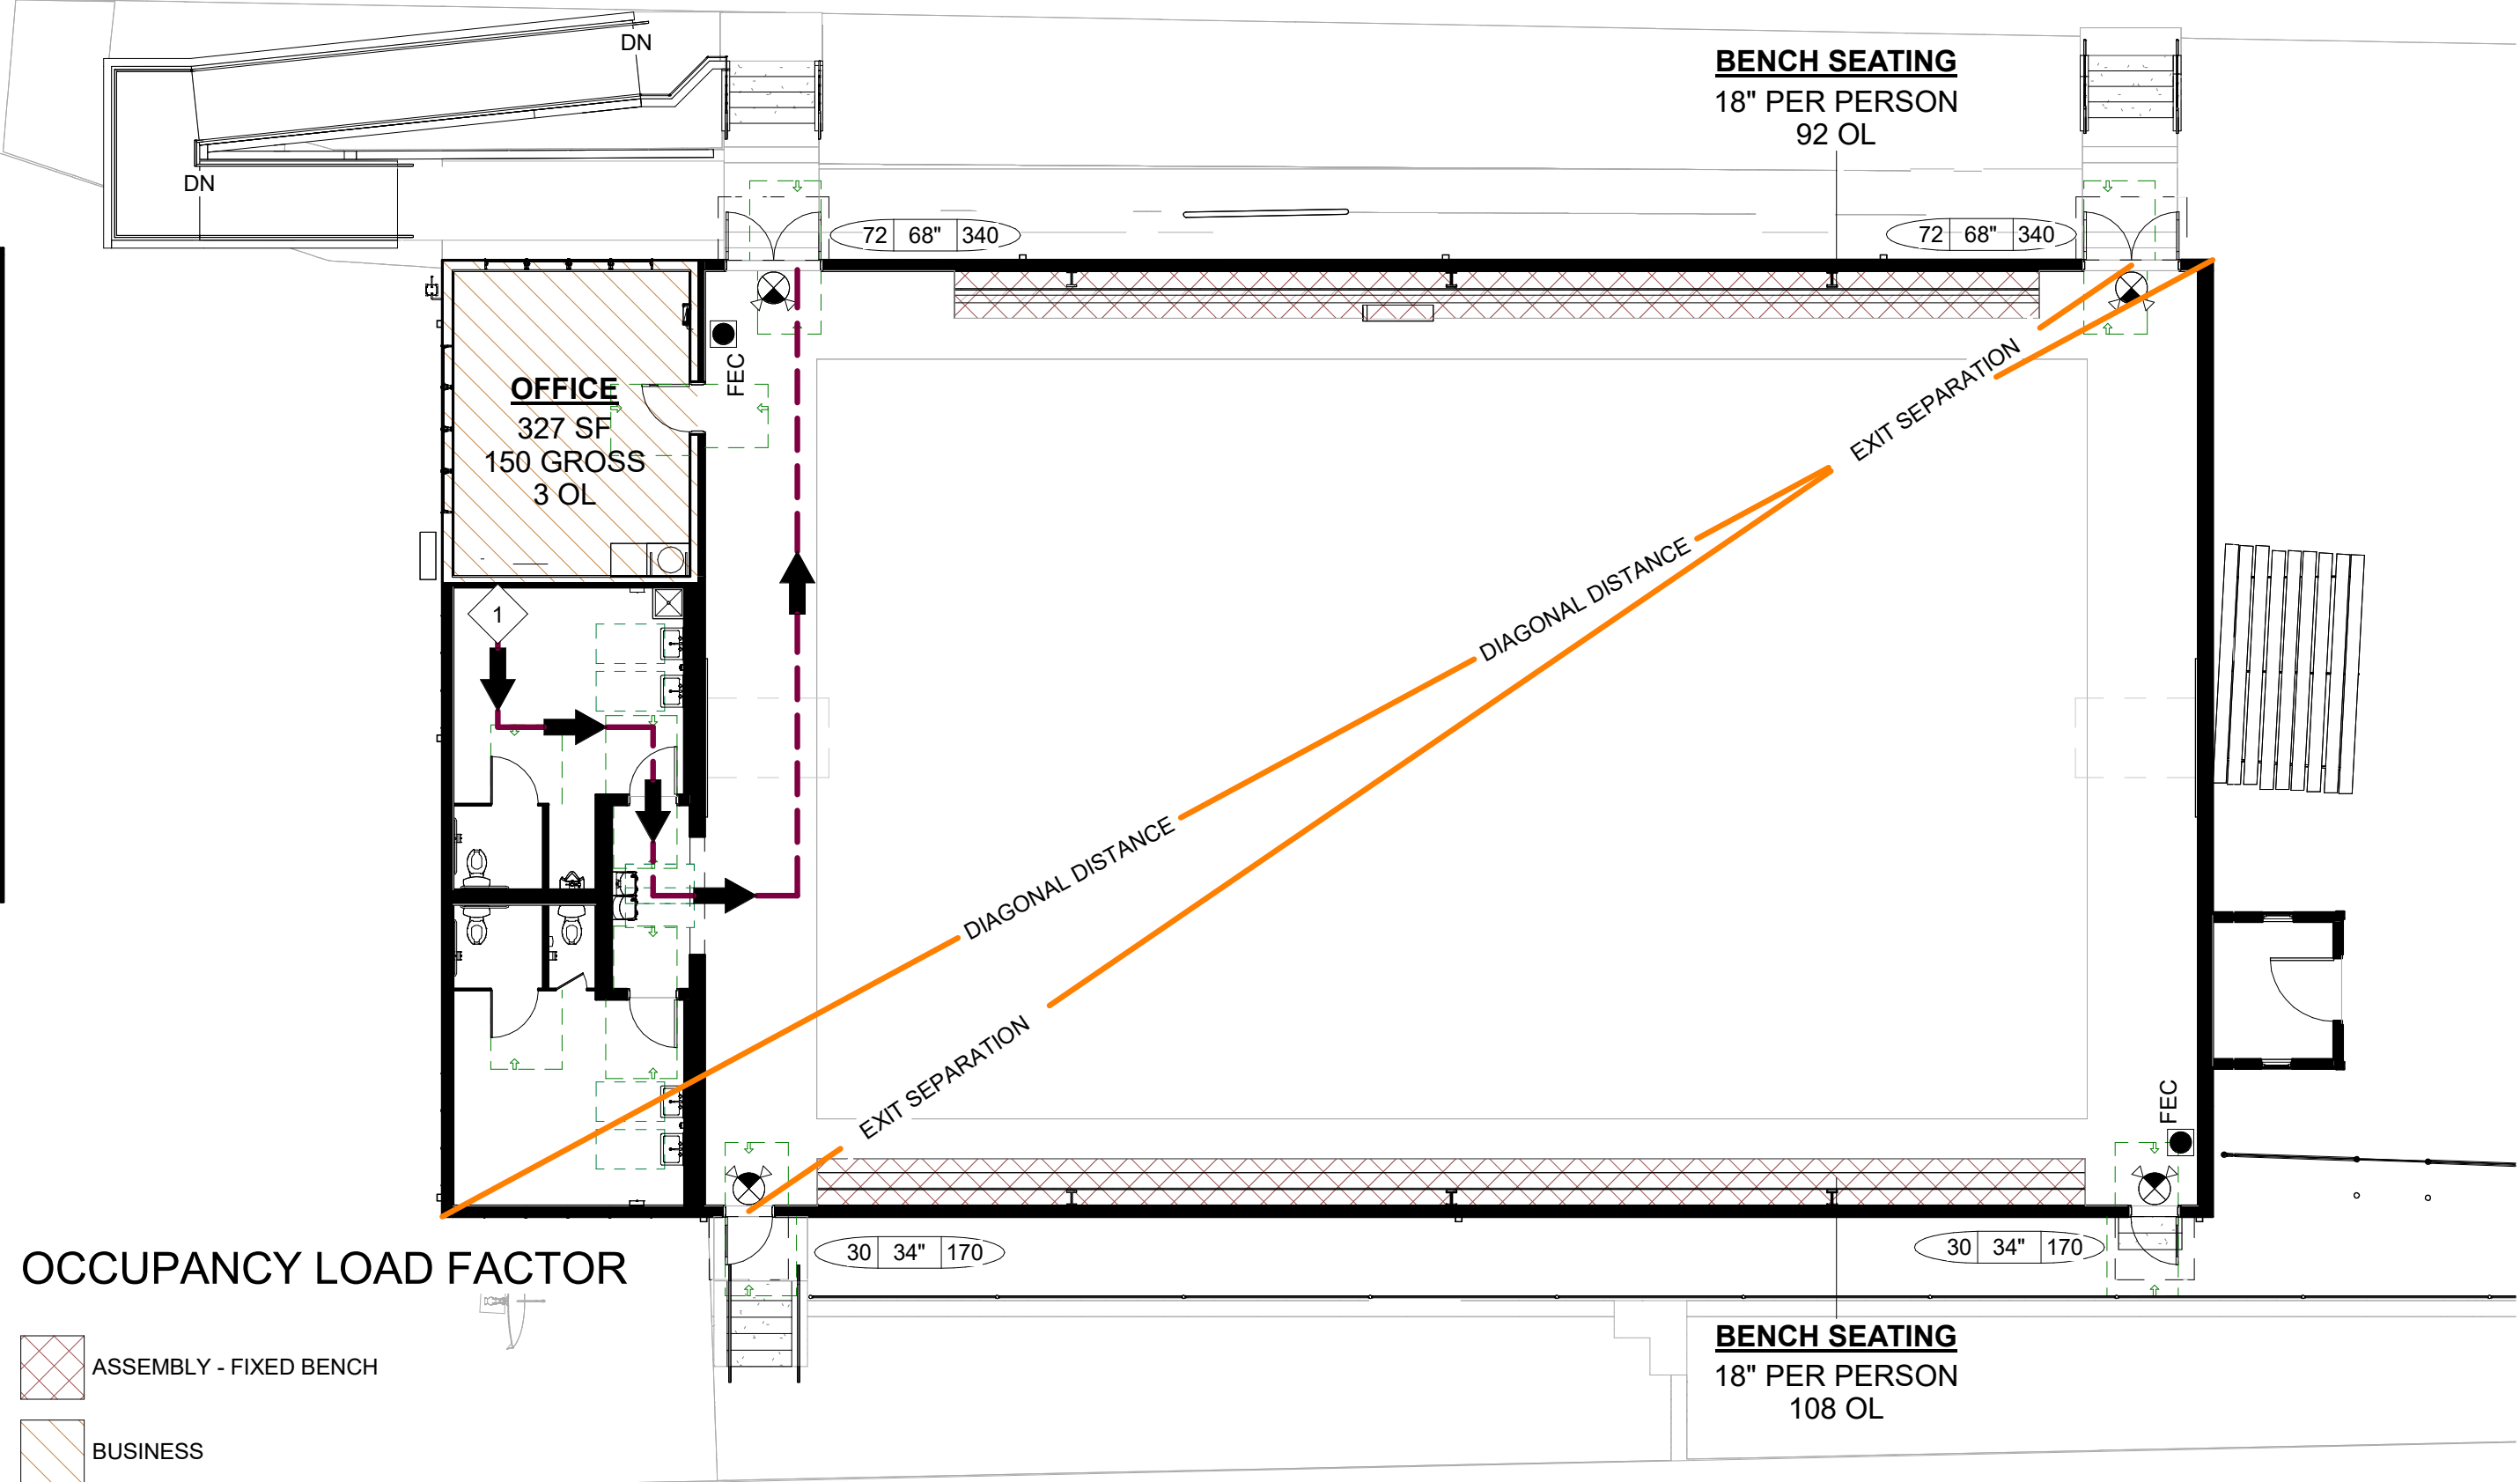 DN
BENCH SEATING
18" PER PERSON
92 OL
DN
72 68" 340
72 68" 340
FEC
OFFICE
327 SF
150 GROSS
3 OL
EXIT SEPARATION
DIAGONAL DISTANCE
1
DIAGONAL DISTANCE
EXIT SEPARATION
FEC
30 34" 170
30 34" 170
OCCUPANCY LOAD FACTOR
ASSEMBLY - FIXED BENCH
BUSINESS
BENCH SEATING
18" PER PERSON
108 OL